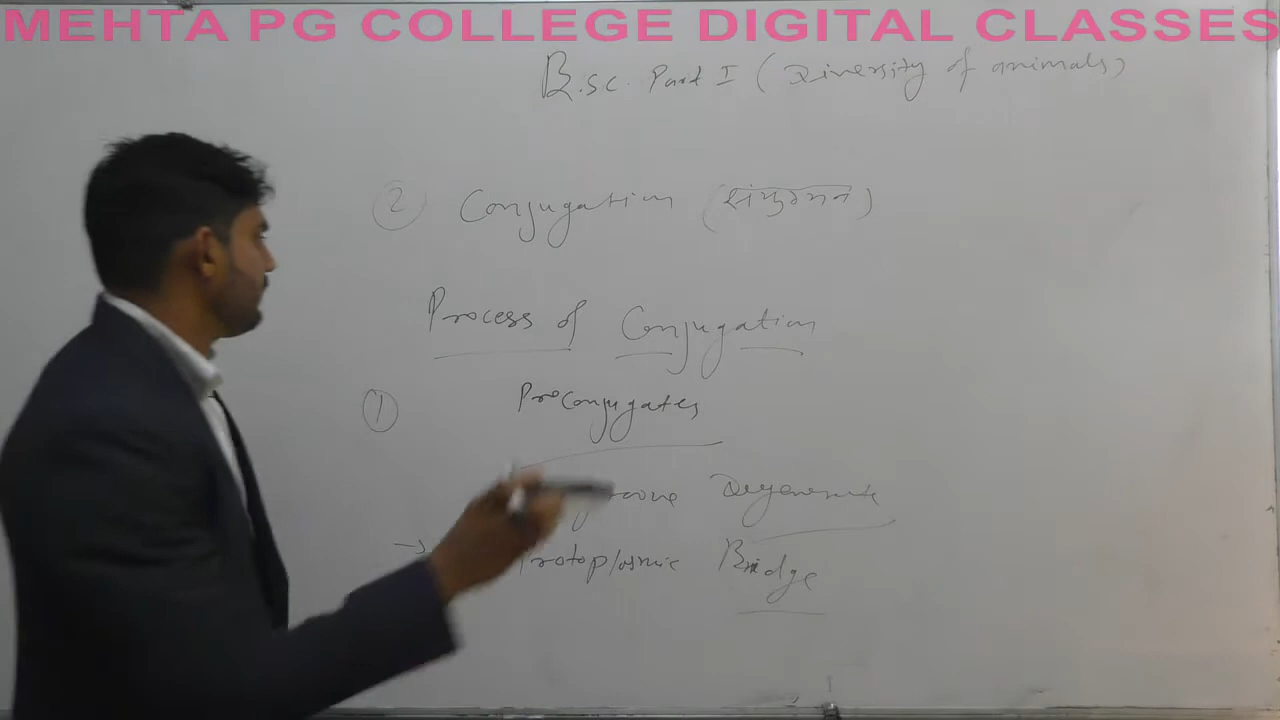 MEHTA PG COLLEGE DIGITAL CLASSES
B.sc. Part I (Diversity of animals)
② Conjugation (संयुग्मन)
Process of Conjugation
① Preconjugates
Degenerate
→ Protoplasmic Bridge